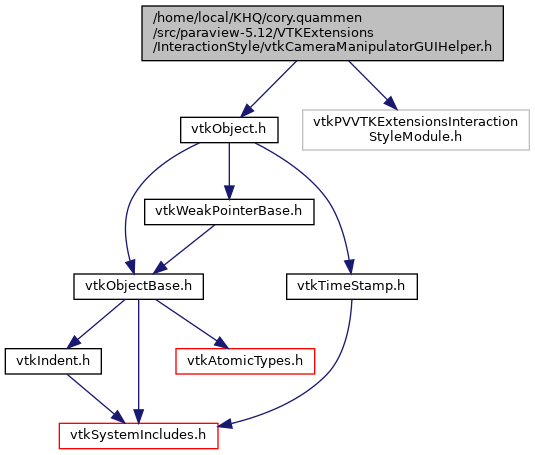 /home/local/KHQ/cory.quammen
/src/paraview-5.12/VTKExtensions
/InteractionStyle/vtkCameraManipulatorGUIHelper.h
vtkObject.h
vtkPVVTKExtensionsInteraction
StyleModule.h
vtkWeakPointerBase.h
vtkObjectBase.h
vtkTimeStamp.h
vtkIndent.h
vtkAtomicTypes.h
vtkSystemIncludes.h